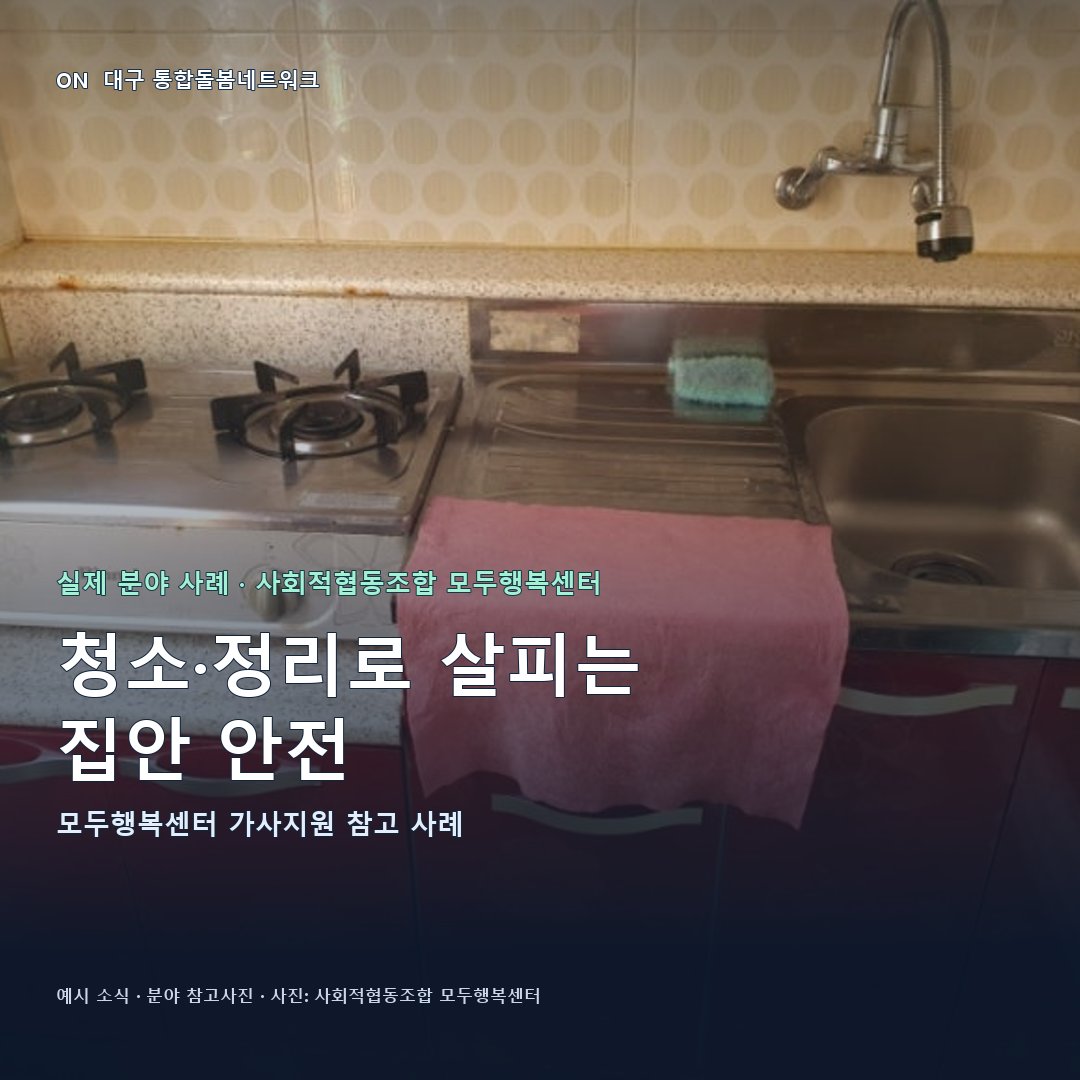 ON 대구 통합돌봄네트워크
실제 분야 사례 · 사회적협동조합 모두행복센터
청소·정리로 살피는
집안 안전
모두행복센터 가사지원 참고 사례
예시 소식 · 분야 참고사진 · 사진: 사회적협동조합 모두행복센터